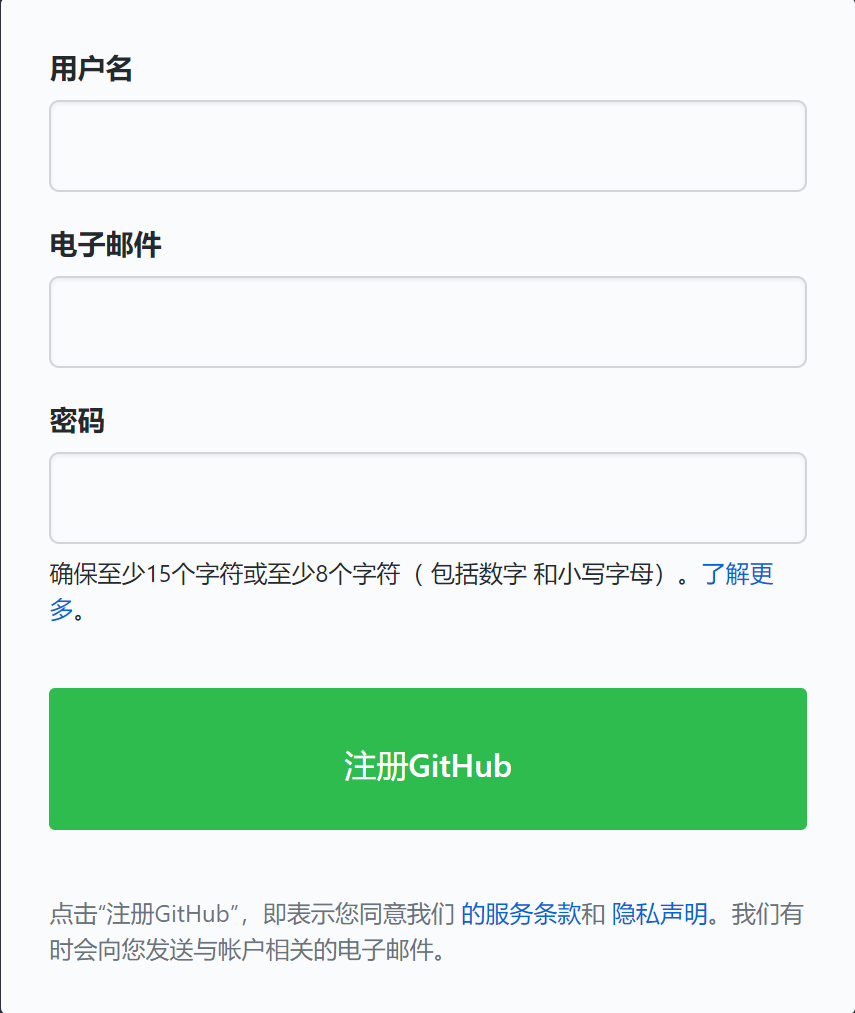 用户名
电子邮件
密码
确保至少15个字符或至少8个字符（ 包括数字 和小写字母）。了解更
多。
注册GitHub
点击“注册GitHub”，即表示您同意我们 的服务条款和 隐私声明。我们有
时会向您发送与帐户相关的电子邮件。